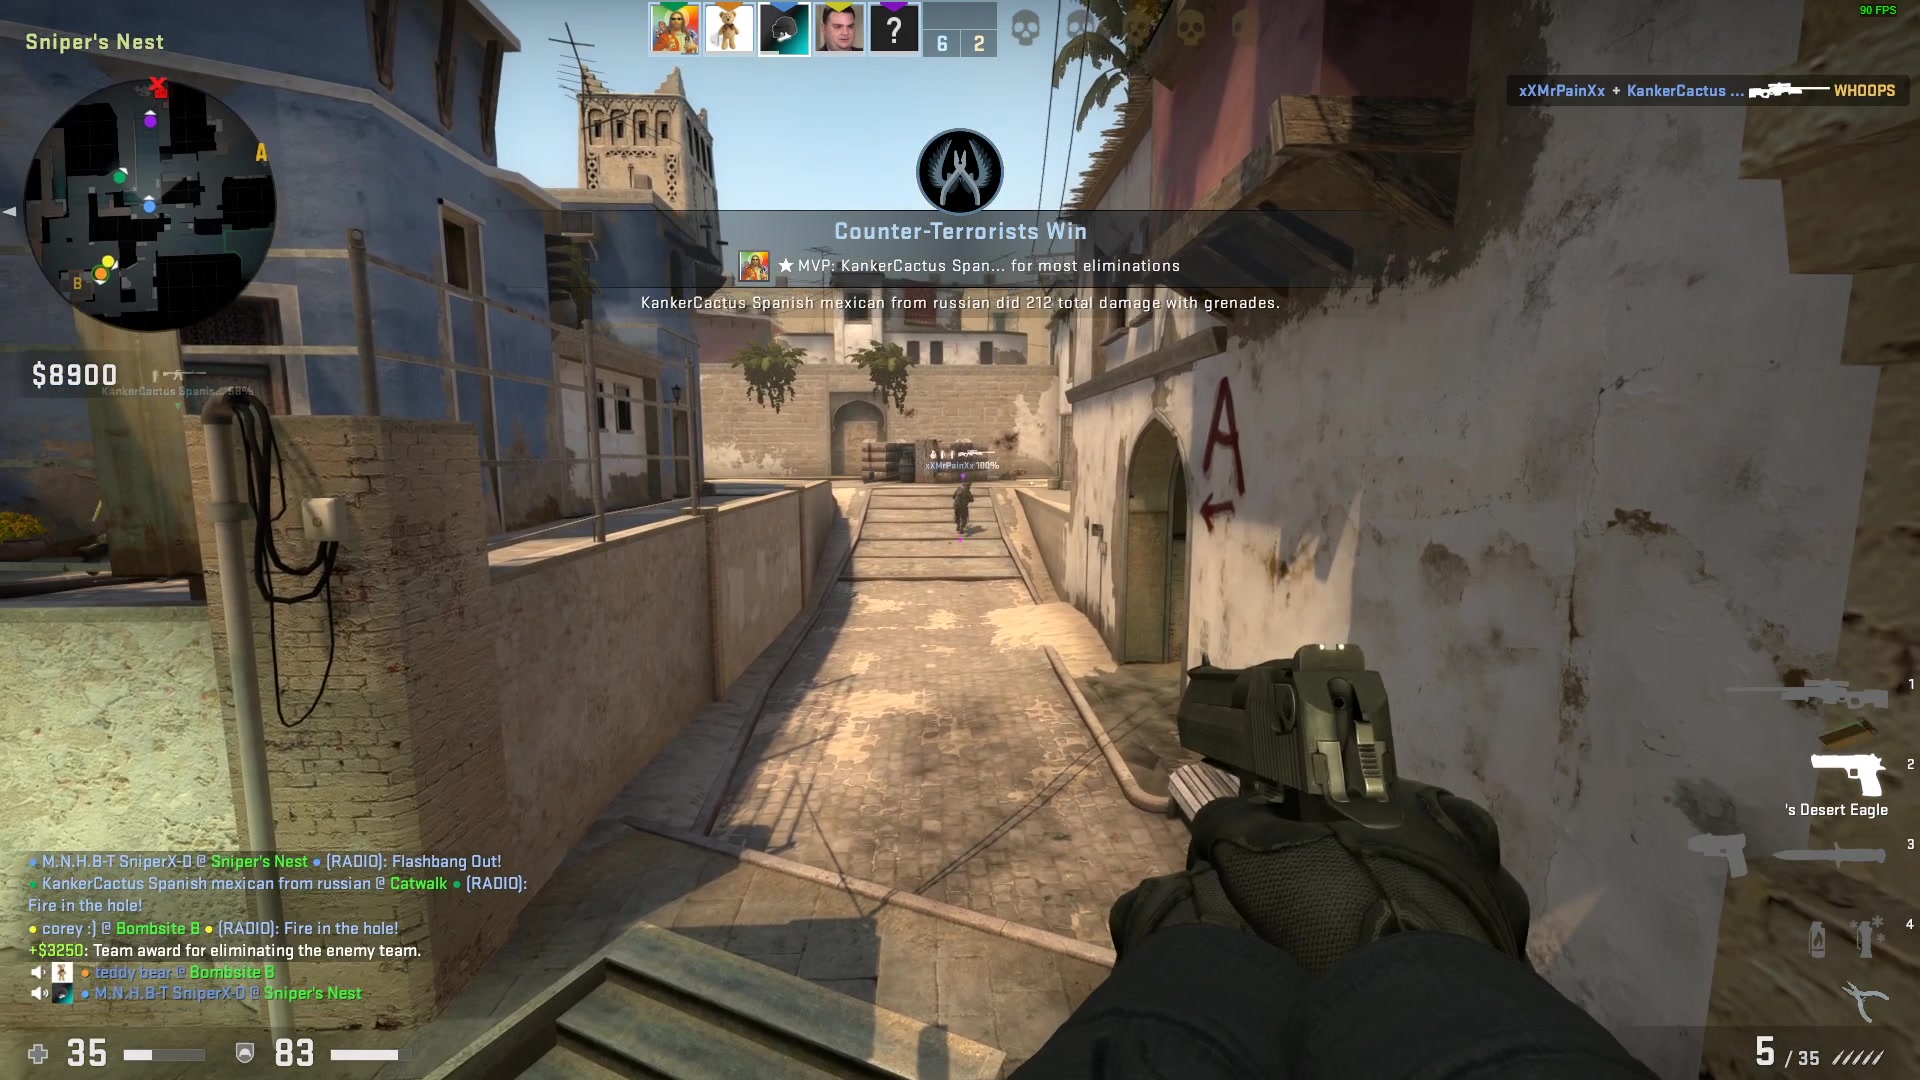 90 FPS
Sniper's Nest
?
6 2
xXMrPainXx + KankerCactus ... WHOOPS
A
B
Counter-Terrorists Win
★ MVP: KankerCactus Span... for most eliminations
KankerCactus Spanish mexican from russian did 212 total damage with grenades.
$8900
KankerCactus Spanis... 58%
xXMrPainXx 100%
A
1
2
's Desert Eagle
3
4
• M.N.H.B-T SniperX-D @ Sniper's Nest • (RADIO): Flashbang Out!
• KankerCactus Spanish mexican from russian @ Catwalk • (RADIO):
Fire in the hole!
• corey :) @ Bombsite B • (RADIO): Fire in the hole!
+$3250: Team award for eliminating the enemy team.
• teddy bear @ Bombsite B
• M.N.H.B-T SniperX-D @ Sniper's Nest
35 83
5 / 35